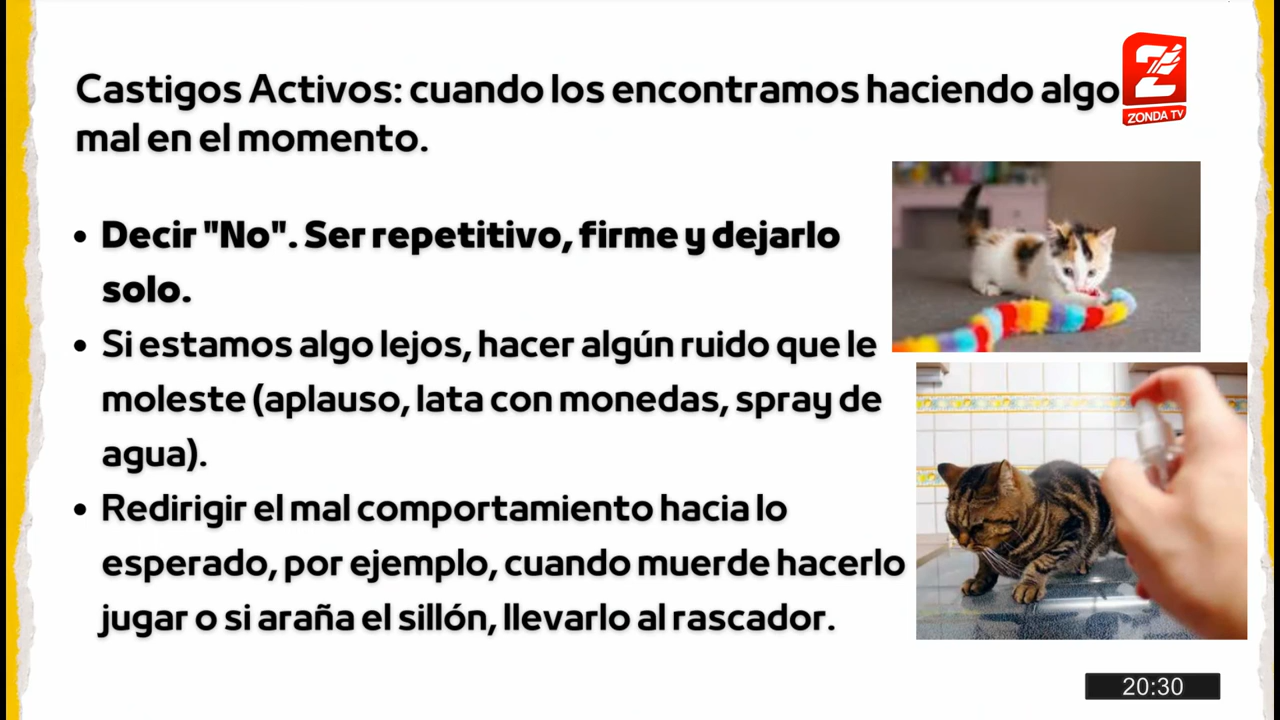 Castigos Activos: cuando los encontramos haciendo algo
mal en el momento.
ZONDA TV
• Decir "No". Ser repetitivo, firme y dejarlo
solo.
• Si estamos algo lejos, hacer algún ruido que le
moleste (aplauso, lata con monedas, spray de
agua).
• Redirigir el mal comportamiento hacia lo
esperado, por ejemplo, cuando muerde hacerlo
jugar o si araña el sillón, llevarlo al rascador.
20:30